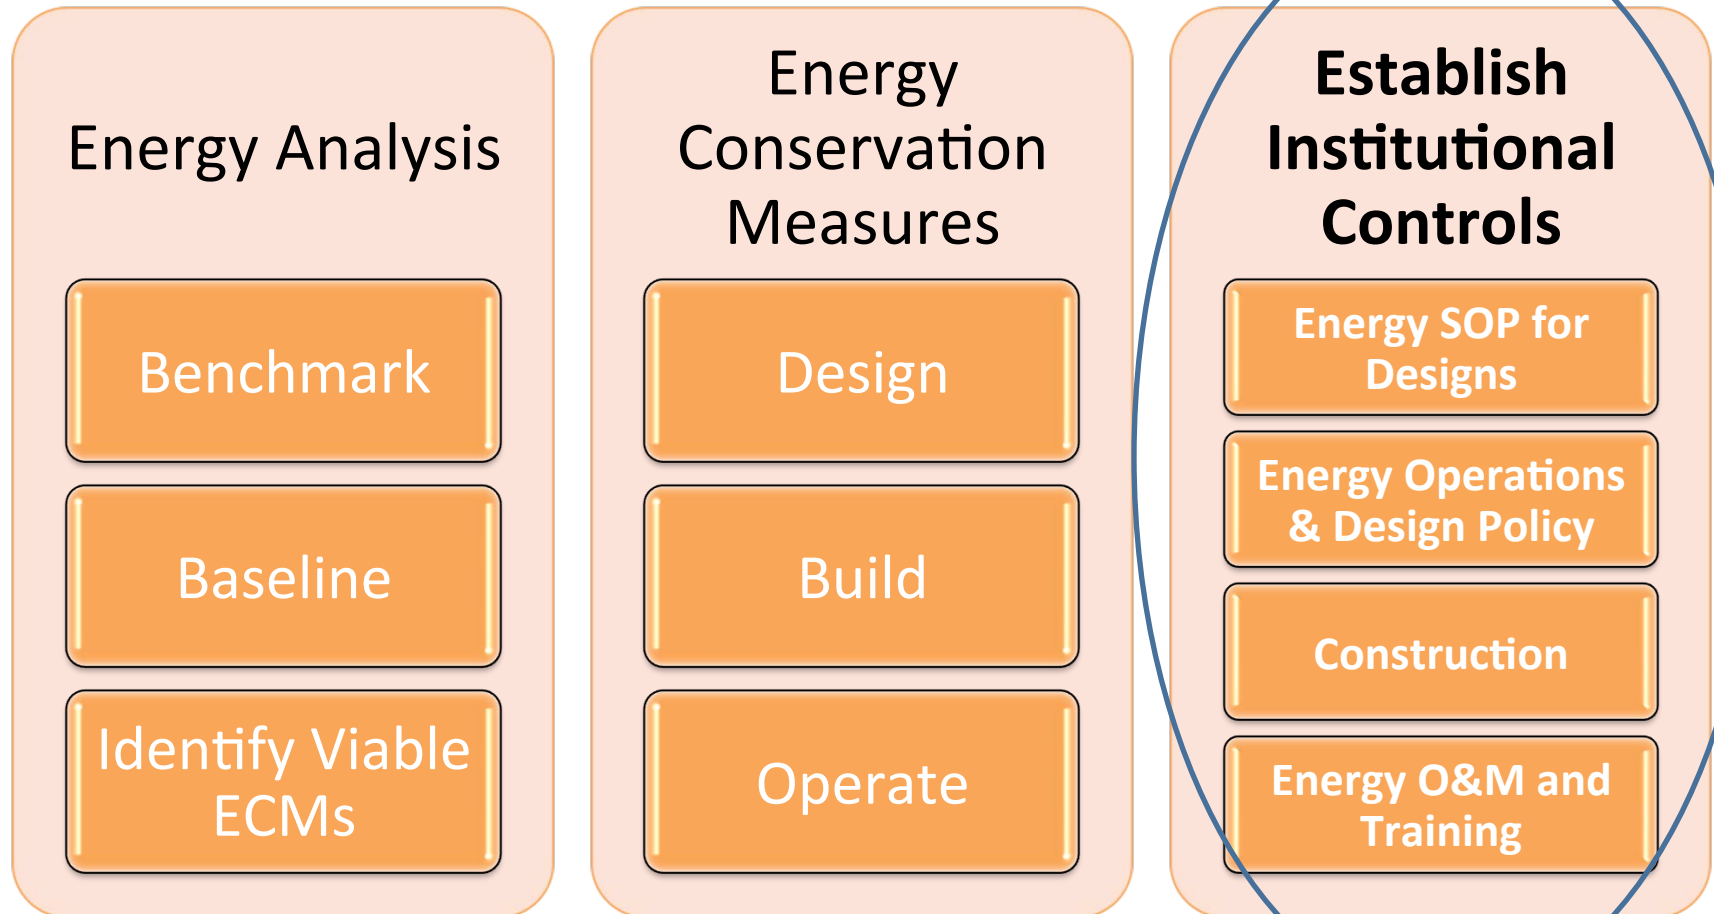 Energy Analysis
Benchmark
Baseline
Identify Viable
ECMs
Energy
Conservation
Measures
Design
Build
Operate
Establish
Institutional
Controls
Energy SOP for
Designs
Energy Operations
& Design Policy
Construction
Energy O&M and
Training